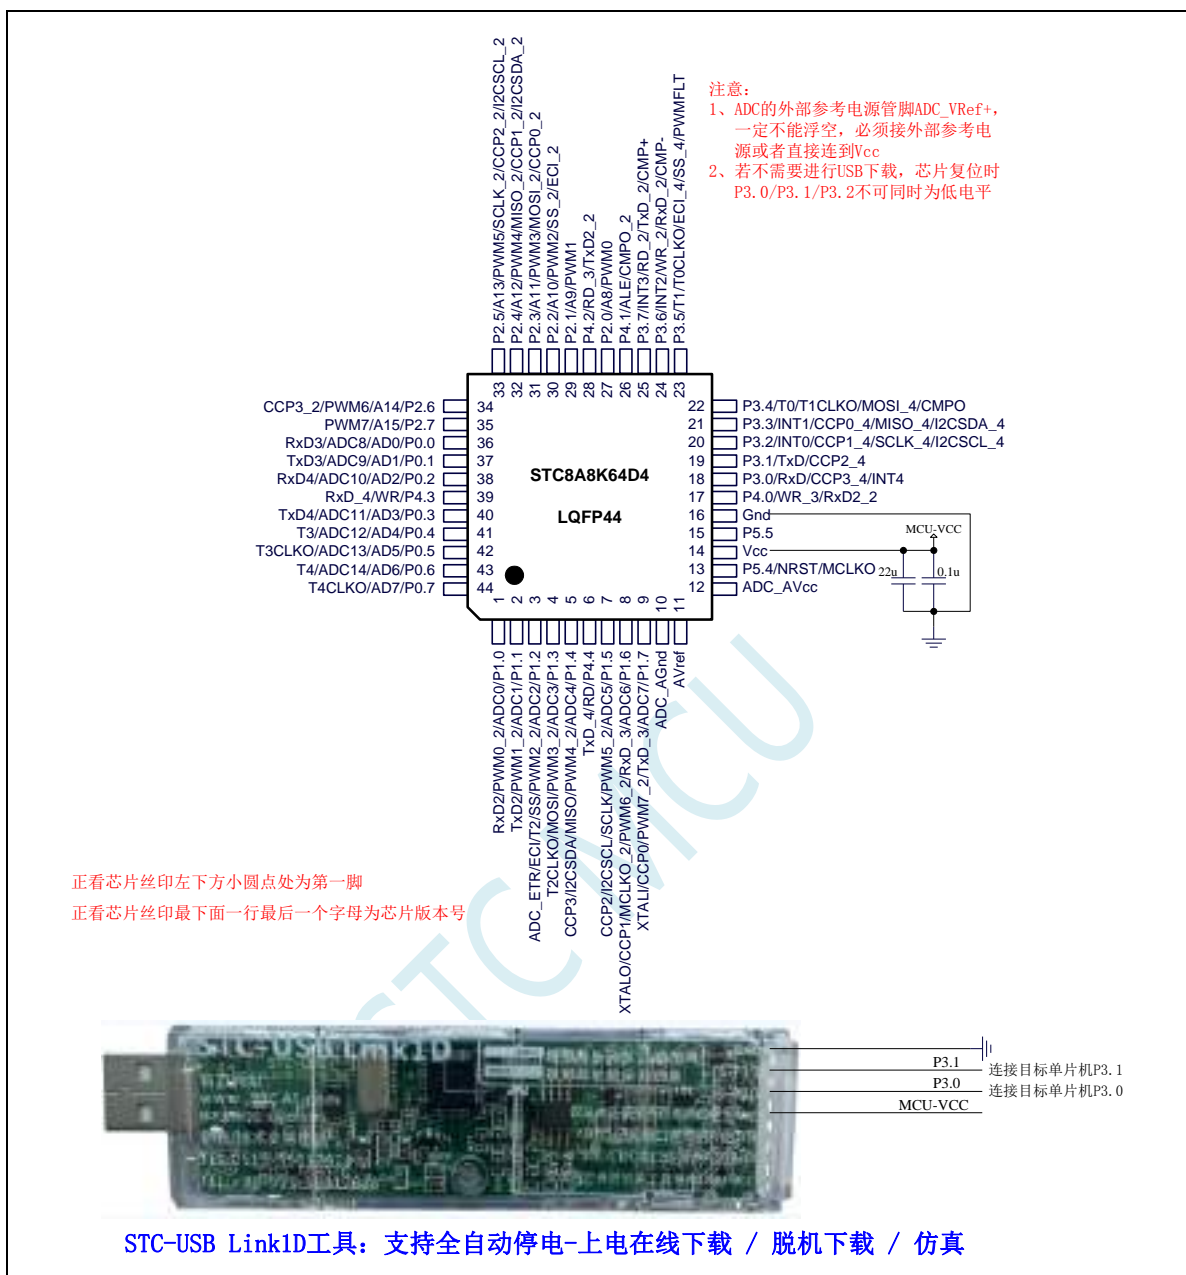 P2.5/A13/PWM5/SCLK_2/CCP2_2/I2CSCL_2
P2.4/A12/PWM4/MISO_2/CCP1_2/I2CSDA_2
P2.3/A11/PWM3/MOSI_2/CCP0_2
P2.2/A10/PWM2/SS_2/ECI_2
P2.1/A9/PWM1
P4.2/RD_3/TxD2_2
P2.0/A8/PWM0
P4.1/ALE/CMPO_2
P3.7/INT3/RD_2/TxD_2/CMP+
P3.6/INT2/WR_2/RxD_2/CMP-
P3.5/T1/T0CLKO/ECI_4/SS_4/PWMFLT
注意：
1、ADC的外部参考电源管脚ADC_VRef+，
一定不能浮空，必须接外部参考电
源或者直接连到Vcc
2、若不需要进行USB下载，芯片复位时
P3.0/P3.1/P3.2不可同时为低电平
33 32 31 30 29 28 27 26 25 24 23
CCP3_2/PWM6/A14/P2.6 34
PWM7/A15/P2.7 35
RxD3/ADC8/AD0/P0.0 36
TxD3/ADC9/AD1/P0.1 37
RxD4/ADC10/AD2/P0.2 38
RxD_4/WR/P4.3 39
TxD4/ADC11/AD3/P0.3 40
T3/ADC12/AD4/P0.4 41
T3CLKO/ADC13/AD5/P0.5 42
T4/ADC14/AD6/P0.6 43
T4CLKO/AD7/P0.7 44
STC8A8K64D4
LQFP44
22 P3.4/T0/T1CLKO/MOSI_4/CMPO
21 P3.3/INT1/CCP0_4/MISO_4/I2CSDA_4
20 P3.2/INT0/CCP1_4/SCLK_4/I2CSCL_4
19 P3.1/TxD/CCP2_4
18 P3.0/RxD/CCP3_4/INT4
17 P4.0/WR_3/RxD2_2
16 Gnd
15 P5.5
14 Vcc
13 P5.4/NRST/MCLKO
12 ADC_AVcc
MCU-VCC
22u
0.1u
1 2 3 4 5 6 7 8 9 10 11
RxD2/PWM0_2/ADC0/P1.0
TxD2/PWM1_2/ADC1/P1.1
ADC_ETR/ECI/T2/SS/PWM2_2/ADC2/P1.2
T2CLKO/MOSI/PWM3_2/ADC3/P1.3
CCP3/I2CSDA/MISO/PWM4_2/ADC4/P1.4
TxD_4/RD/P4.4
CCP2/I2CSCL/SCLK/PWM5_2/ADC5/P1.5
XTALO/CCP1/MCLKO_2/PWM6_2/RxD_3/ADC6/P1.6
XTALI/CCP0/PWM7_2/TxD_3/ADC7/P1.7
ADC_AGnd
AVref
STC MCU
正看芯片丝印左下方小圆点处为第一脚
正看芯片丝印最下面一行最后一个字母为芯片版本号
STC-USB Link1D
P3.1 连接目标单片机P3.1
P3.0 连接目标单片机P3.0
MCU-VCC
STC-USB Link1D工具：支持全自动停电-上电在线下载 / 脱机下载 / 仿真